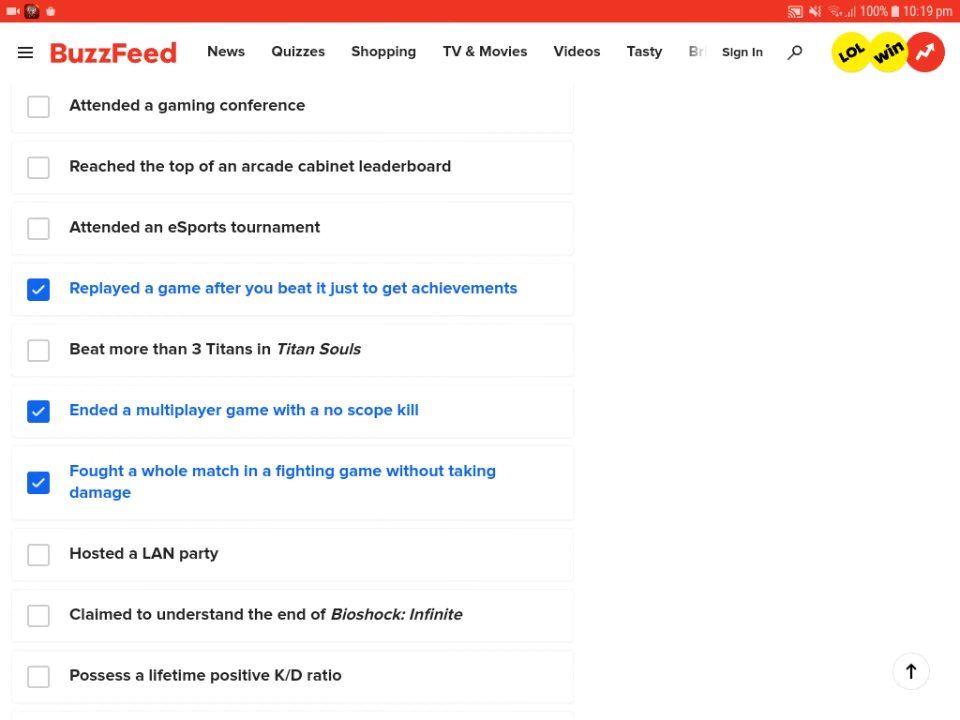 100% 10:19 pm
BuzzFeed News Quizzes Shopping TV & Movies Videos Tasty Bri Sign In LOL win
Attended a gaming conference
Reached the top of an arcade cabinet leaderboard
Attended an eSports tournament
Replayed a game after you beat it just to get achievements
Beat more than 3 Titans in Titan Souls
Ended a multiplayer game with a no scope kill
Fought a whole match in a fighting game without taking
damage
Hosted a LAN party
Claimed to understand the end of Bioshock: Infinite
Possess a lifetime positive K/D ratio